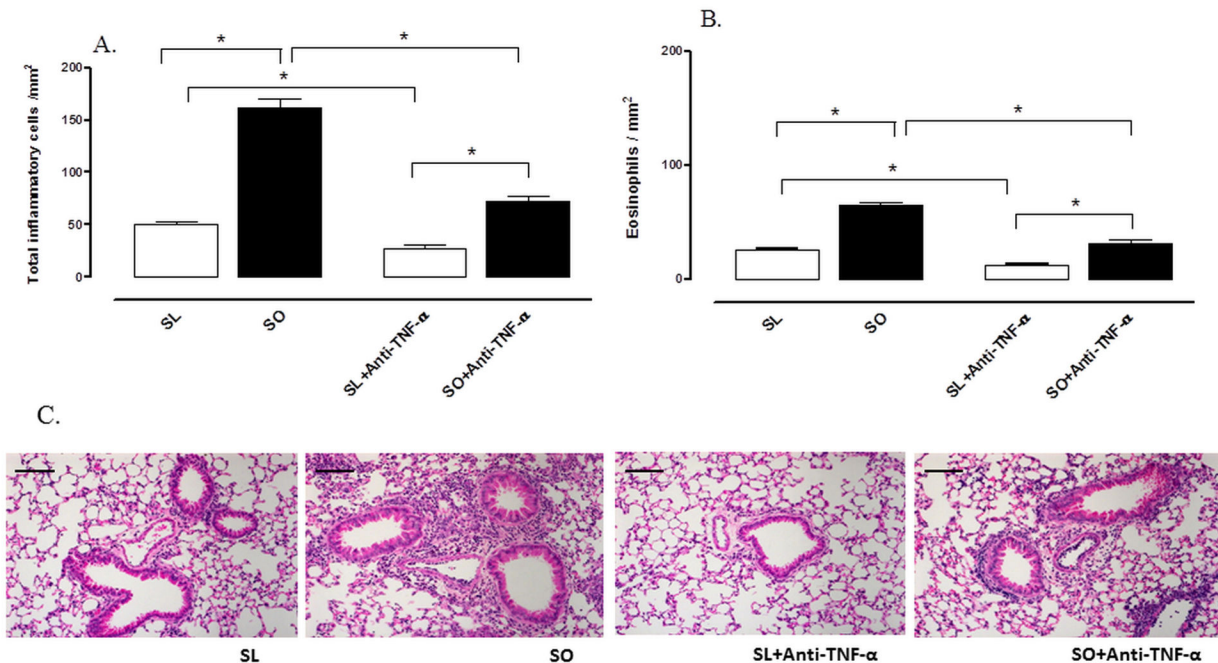 A.
Total inflammatory cells /mm²
200
150
100
50
0
*
*
*
*
SL
SO
SL+Anti-TNF-α
SO+Anti-TNF-α
B.
Eosinophils / mm²
200
100
0
*
*
*
*
SL
SO
SL+Anti-TNF-α
SO+Anti-TNF-α
C.
SL
SO
SL+Anti-TNF-α
SO+Anti-TNF-α